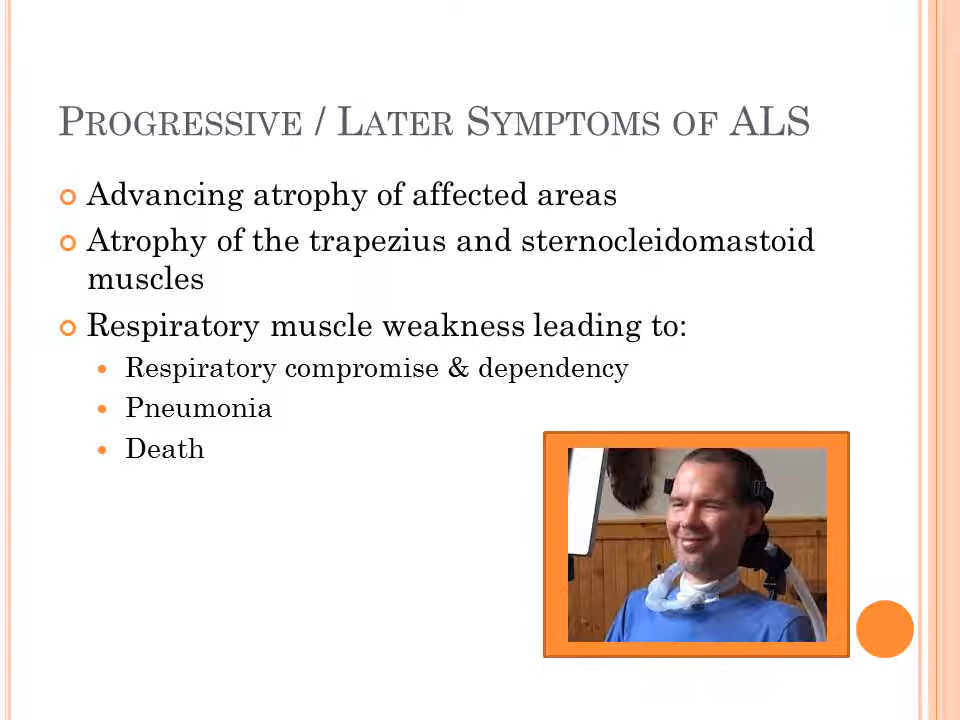 Progressive / Later Symptoms of ALS
Advancing atrophy of affected areas
Atrophy of the trapezius and sternocleidomastoid
muscles
Respiratory muscle weakness leading to:
Respiratory compromise & dependency
Pneumonia
Death